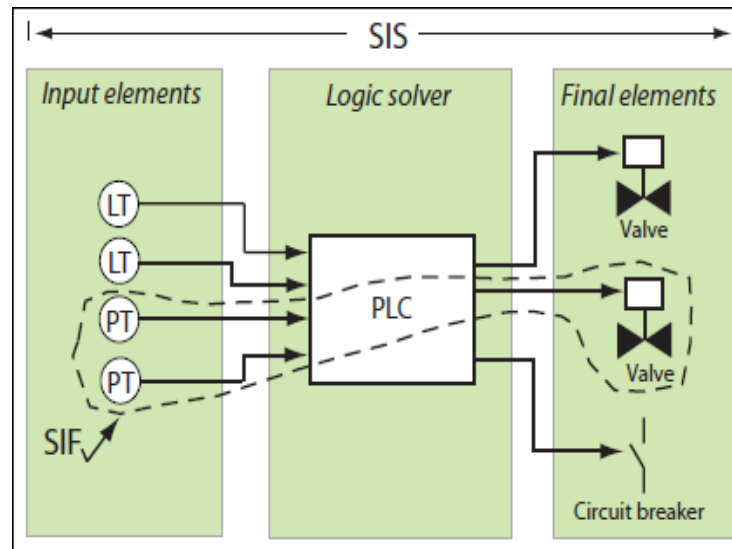 SIS
Input elements
Logic solver
Final elements
LT
LT
PT
PT
SIF
PLC
Valve
Valve
Circuit breaker